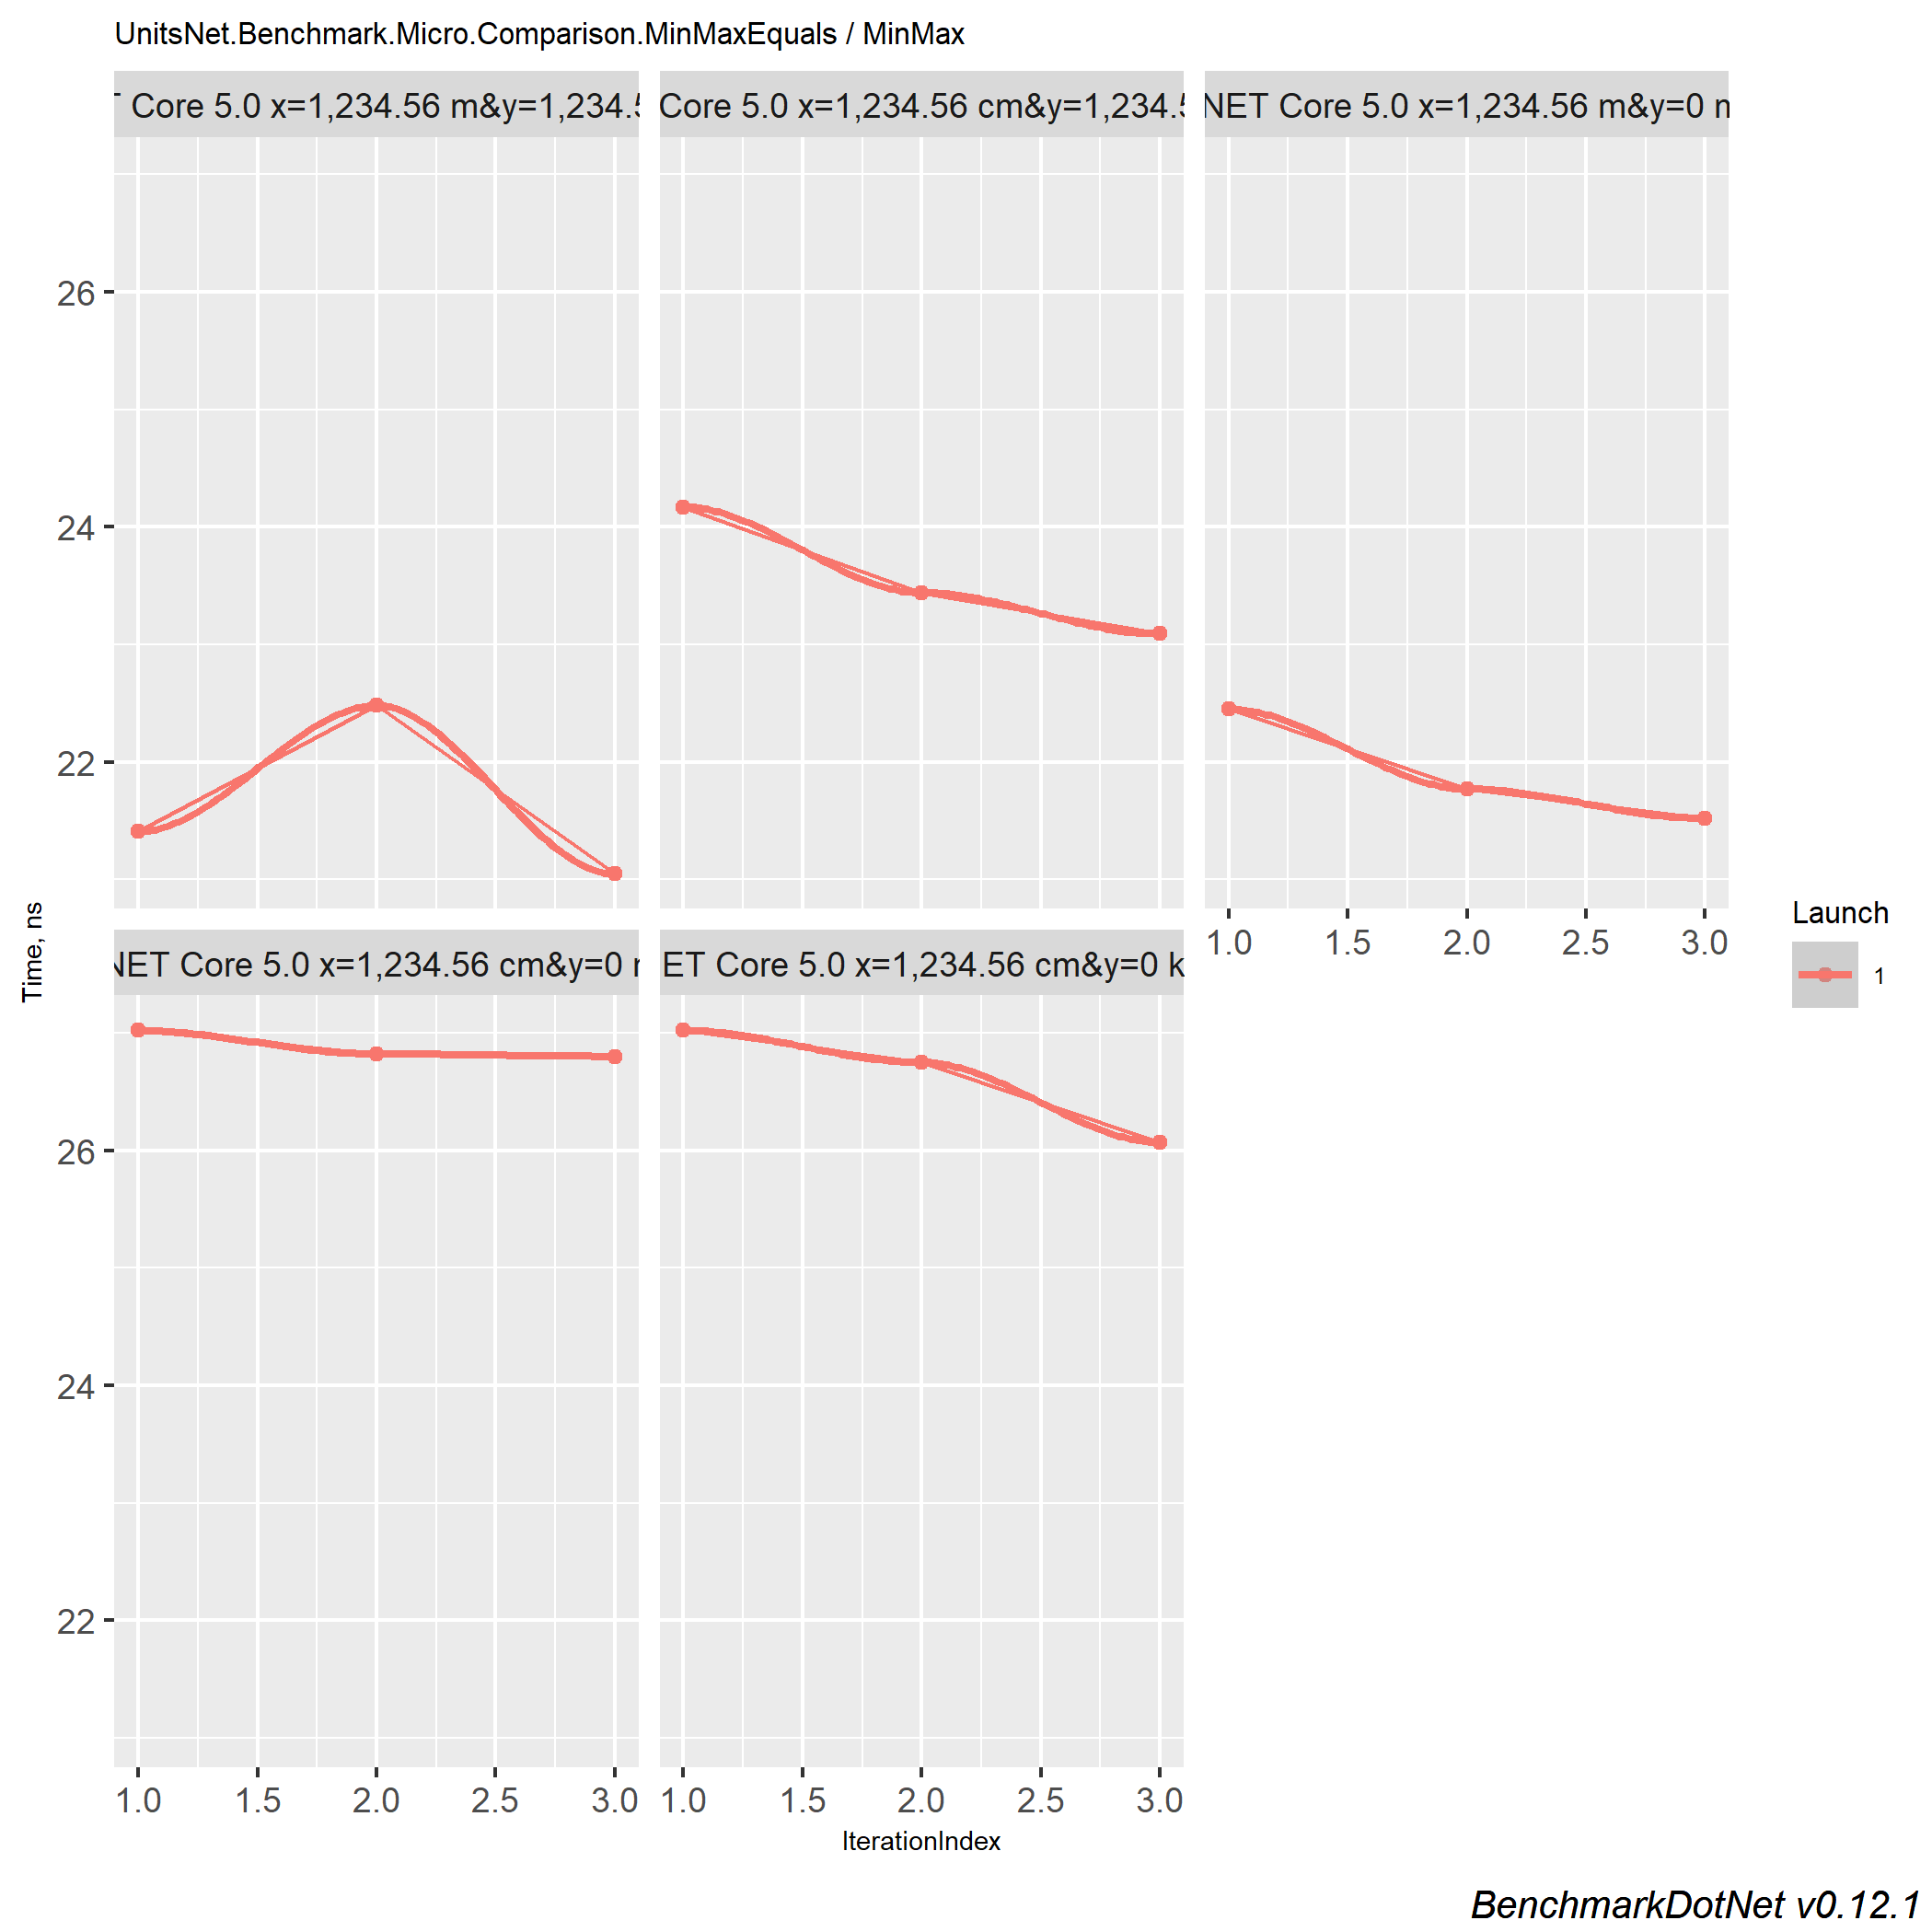 UnitsNet.Benchmark.Micro.Comparison.MinMaxEquals / MinMax
Core 5.0 x=1,234.56 m&y=1,234.5
Core 5.0 x=1,234.56 cm&y=1,234.5
NET Core 5.0 x=1,234.56 m&y=0
26
24
22
1.0 1.5 2.0 2.5 3.0
NET Core 5.0 x=1,234.56 cm&y=0
ET Core 5.0 x=1,234.56 cm&y=0 k
26
24
22
1.0 1.5 2.0 2.5 3.0
1.0 1.5 2.0 2.5 3.0
Time, ns
IterationIndex
Launch
1
BenchmarkDotNet v0.12.1